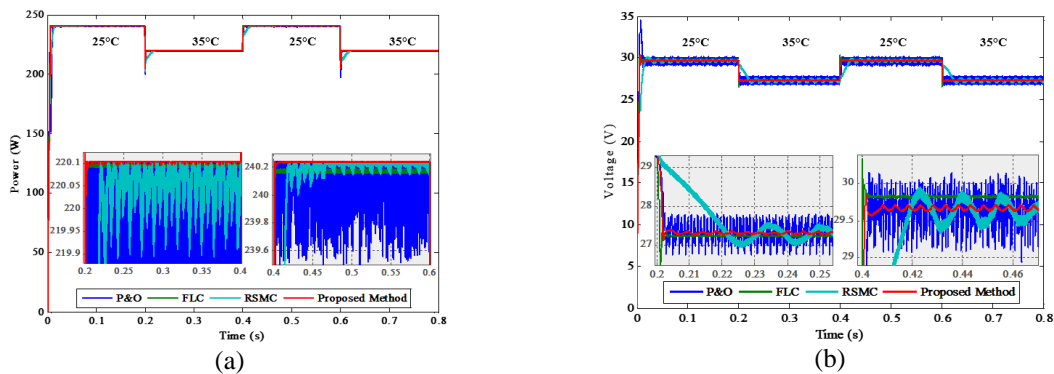 250
200
150
100
50
0
Power (W)
25°C 35°C 25°C 35°C
220.1
220.05
220
219.95
219.9
0.2 0.25 0.3 0.35 0.4
240.2
240
239.8
239.6
0.4 0.45 0.5 0.55 0.6
P&O FLC RSMC Proposed Method
0 0.1 0.2 0.3 0.4 0.5 0.6 0.7 0.8
Time (s)
(a)
35
30
25
20
15
10
5
0
Voltage (V)
25°C 35°C 25°C 35°C
29
28
27
0.2 0.21 0.22 0.23 0.24 0.25
30
29.5
29
0.4 0.42 0.44 0.46
P&O FLC RSMC Proposed Method
0 0.1 0.2 0.3 0.4 0.5 0.6 0.7 0.8
Time (s)
(b)